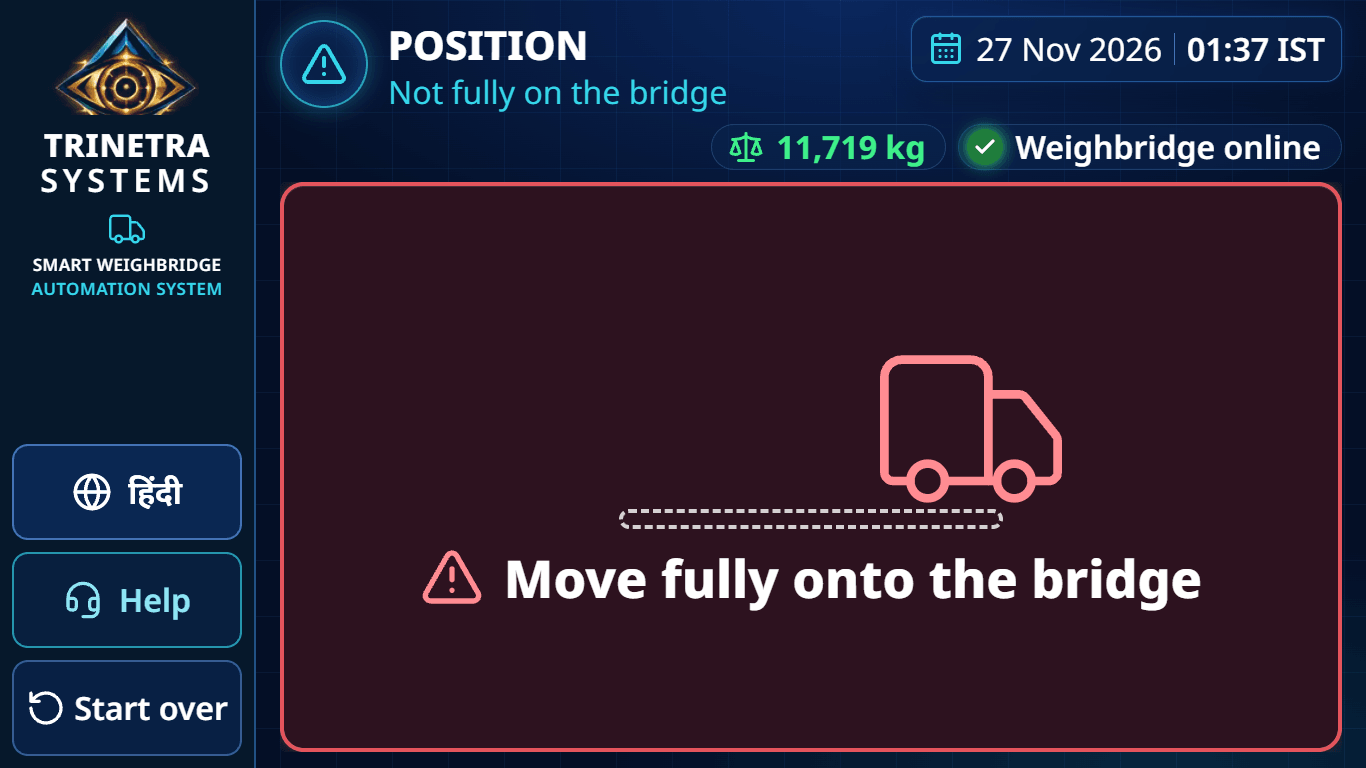 TRINETRA
SYSTEMS
SMART WEIGHBRIDGE
AUTOMATION SYSTEM
हिंदी
Help
Start over
POSITION
Not fully on the bridge
27 Nov 2026 01:37 IST
11,719 kg
Weighbridge online
Move fully onto the bridge